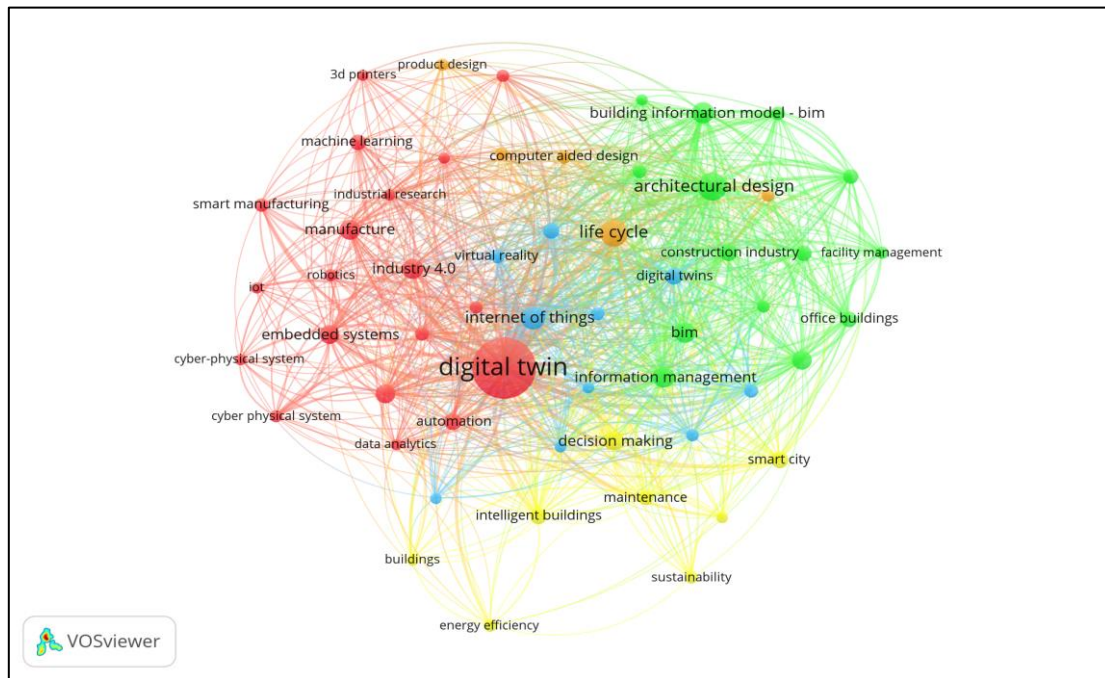 product design
3d printers
building information model - bim
machine learning
computer aided design
architectural design
industrial research
smart manufacturing
manufacture
life cycle
virtual reality
construction industry
facility management
industry 4.0
robotics
digital twins
iot
internet of things
office buildings
embedded systems
bim
cyber-physical system
digital twin
information management
cyber physical system
automation
data analytics
decision making
smart city
maintenance
intelligent buildings
buildings
sustainability
energy efficiency
VOSviewer